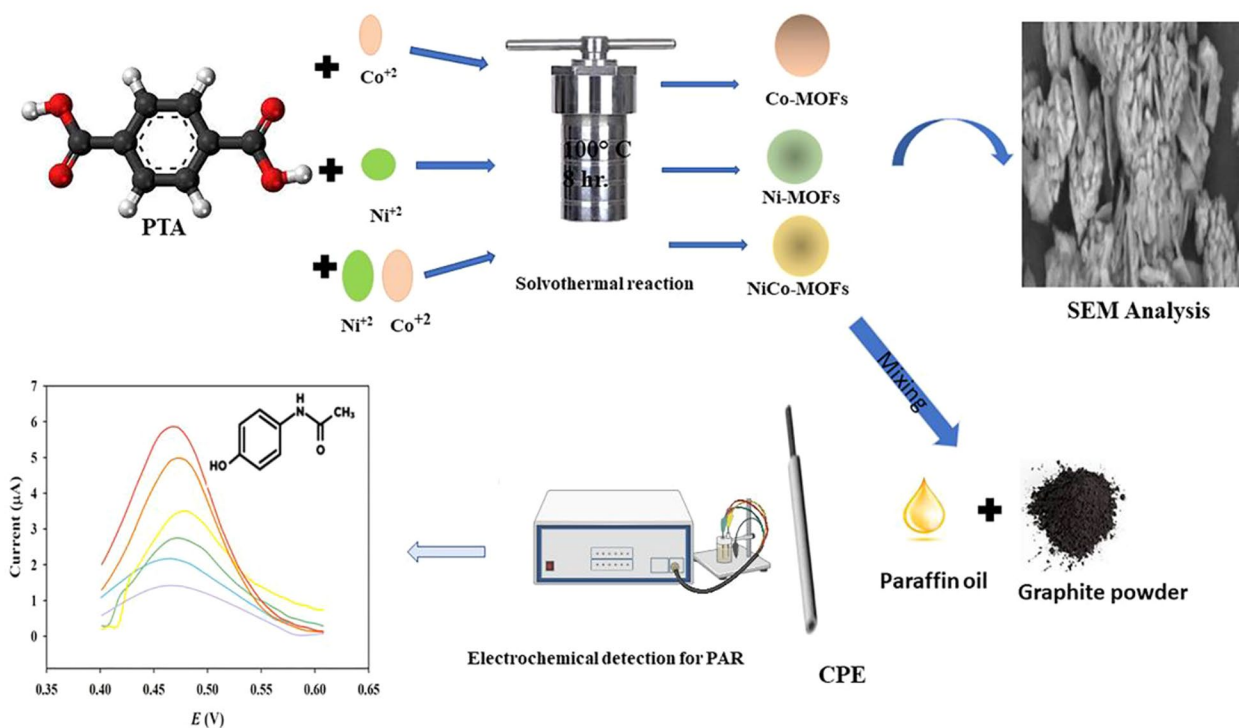 PTA
+
Co+2
+
Ni+2
+
Ni+2 Co+2
100° C
8 hr.
Solvothermal reaction
Co-MOFs
Ni-MOFs
NiCo-MOFs
SEM Analysis
Mixing
Paraffin oil
+
Graphite powder
CPE
Electrochemical detection for PAR
Current (µA)
7
6
5
4
3
2
1
0
0.35 0.40 0.45 0.50 0.55 0.60 0.65
E (V)
H
N
CH3
O
HO